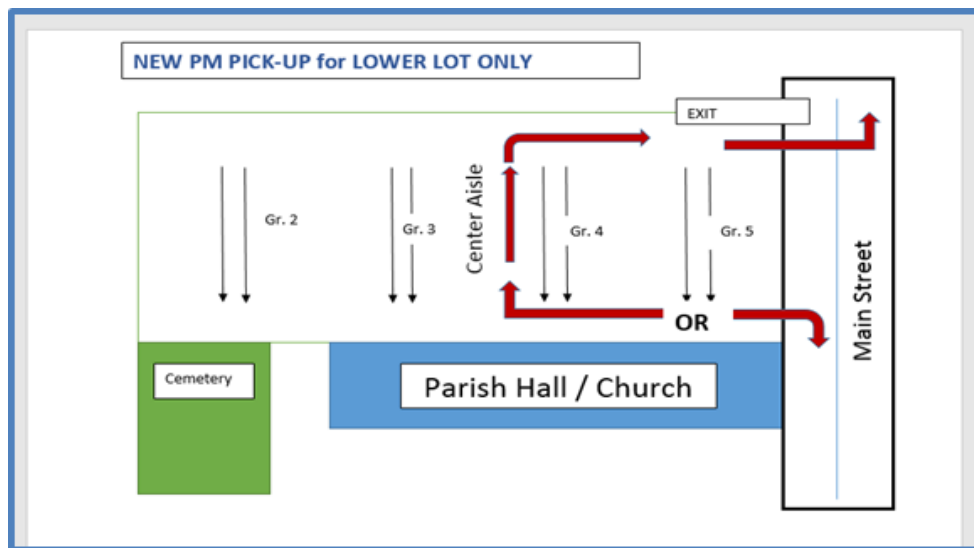 NEW PM PICK-UP for LOWER LOT ONLY
EXIT
Gr. 2
Gr. 3
Center Aisle
Gr. 4
Gr. 5
Main Street
OR
Cemetery
Parish Hall / Church